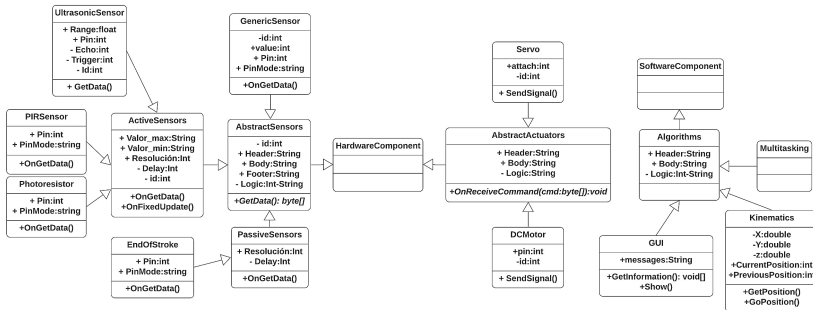 UltrasonicSensor
+ Range:float
+ Pin:int
- Echo:int
- Trigger:int
- Id:int
+ GetData()
GenericSensor
-id:int
+value:int
+ Pin:int
+ PinMode:string
+OnGetData()
Servo
+attach:int
-id:int
+ SendSignal()
SoftwareComponent
PIRSensor
+ Pin:int
+ PinMode:string
+OnGetData()
ActiveSensors
+ Valor_max:String
+ Valor_min:String
+ Resolución:Int
- Delay:Int
- id:int
+OnGetData()
+OnFixedUpdate()
AbstractSensors
- id:int
+ Header:String
+ Body:String
+ Footer:String
- Logic:Int-String
+GetData(): byte[]
HardwareComponent
AbstractActuators
+ Header:String
+ Body:String
- Logic:String
+OnReceiveCommand(cmd:byte[]):void
Algorithms
+ Header:String
+ Body:String
- Logic:Int-String
Multitasking
Photoresistor
+ Pin:int
+ PinMode:string
+OnGetData()
EndOfStroke
+ Pin:int
+ PinMode:string
+OnGetData()
PassiveSensors
+ Resolución:Int
- Delay:Int
+OnGetData()
DCMotor
+pin:int
-id:int
+ SendSignal()
GUI
+messages:String
+GetInformation(): void[]
+Show()
Kinematics
-X:double
-Y:double
-z:double
+CurrentPosition:int
+PreviousPosition:int
+GetPosition()
+GoPosition()